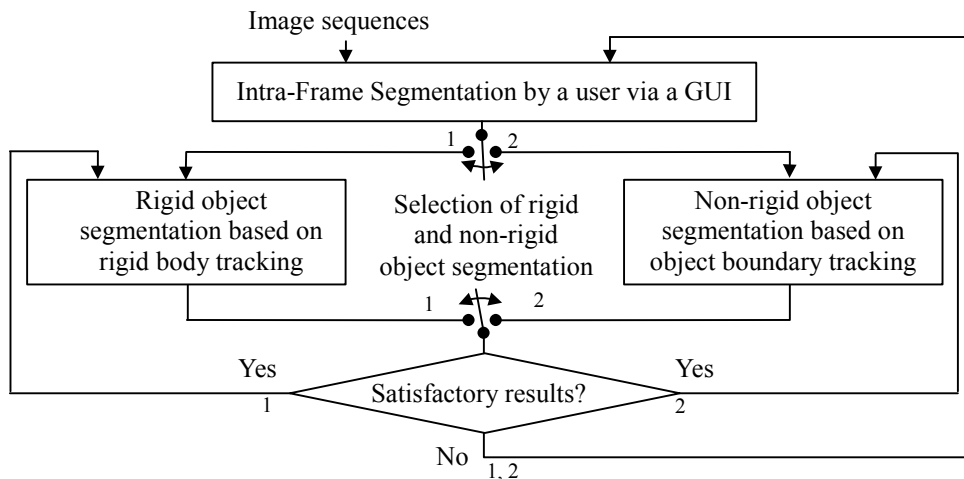 Image sequences
Intra-Frame Segmentation by a user via a GUI
1
2
Rigid object
segmentation based on
rigid body tracking
Selection of rigid
and non-rigid
object segmentation
Non-rigid object
segmentation based on
object boundary tracking
1
2
Yes
Satisfactory results?
Yes
1
2
No
1, 2